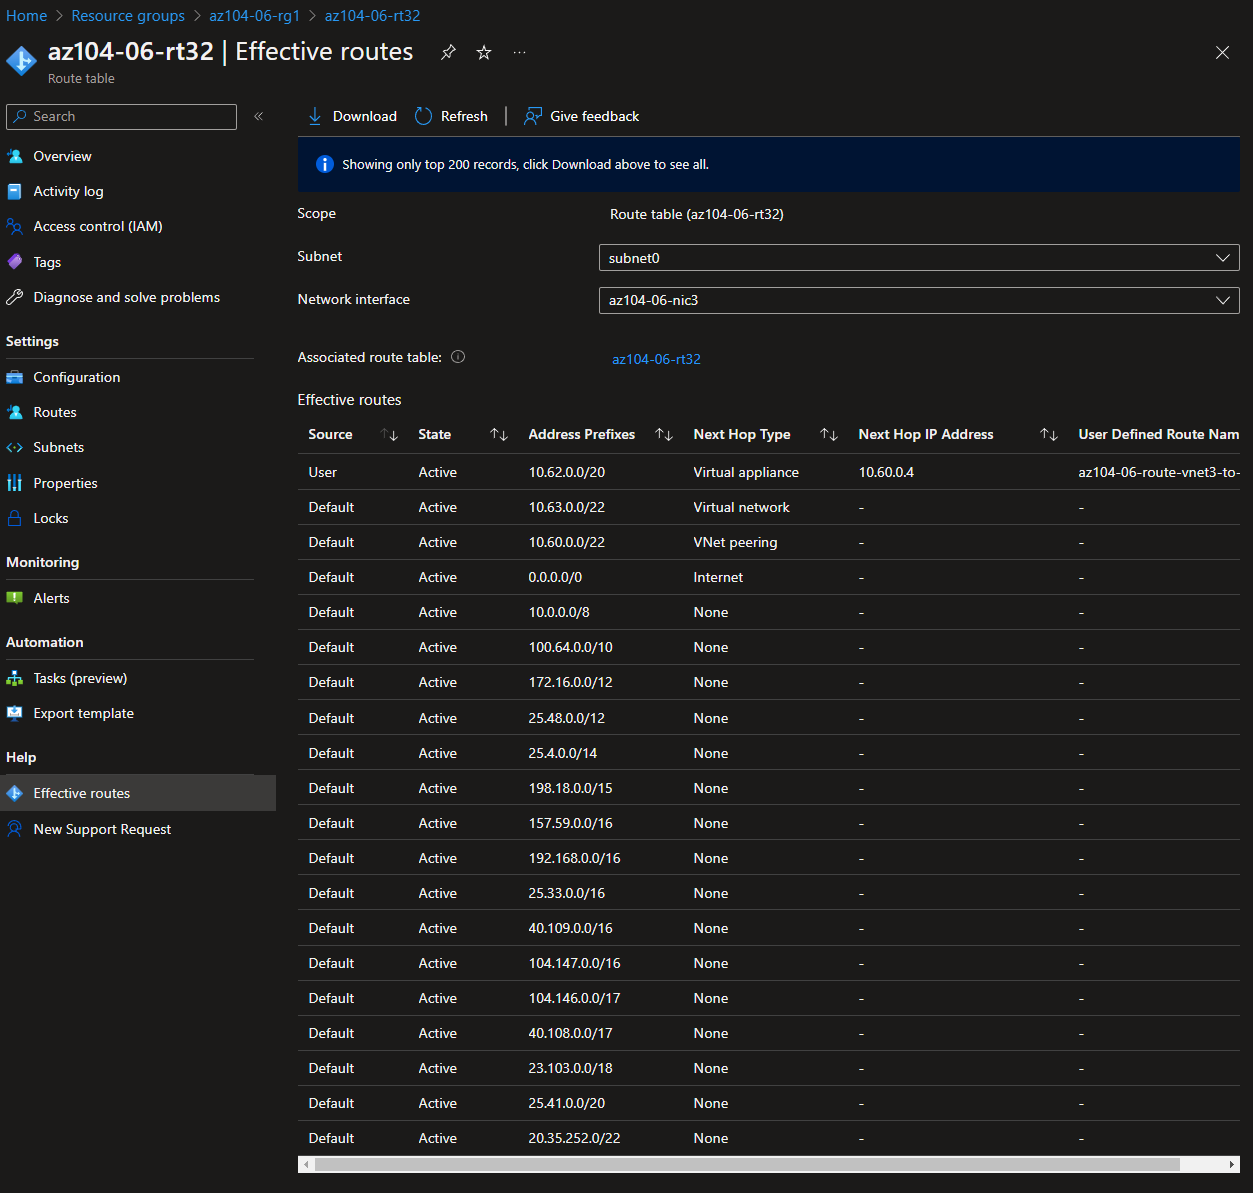 Home > Resource groups > az104-06-rg1 > az104-06-rt32
az104-06-rt32 | Effective routes
Route table
Search
Overview
Activity log
Access control (IAM)
Tags
Diagnose and solve problems
Settings
Configuration
Routes
Subnets
Properties
Locks
Monitoring
Alerts
Automation
Tasks (preview)
Export template
Help
Effective routes
New Support Request
Download Refresh | Give feedback
Showing only top 200 records, click Download above to see all.
Scope Route table (az104-06-rt32)
Subnet subnet0
Network interface az104-06-nic3
Associated route table: az104-06-rt32
Effective routes
Source State Address Prefixes Next Hop Type Next Hop IP Address User Defined Route Nam
User Active 10.62.0.0/20 Virtual appliance 10.60.0.4 az104-06-route-vnet3-to-
Default Active 10.63.0.0/22 Virtual network - -
Default Active 10.60.0.0/22 VNet peering - -
Default Active 0.0.0.0/0 Internet - -
Default Active 10.0.0.0/8 None - -
Default Active 100.64.0.0/10 None - -
Default Active 172.16.0.0/12 None - -
Default Active 25.48.0.0/12 None - -
Default Active 25.4.0.0/14 None - -
Default Active 198.18.0.0/15 None - -
Default Active 157.59.0.0/16 None - -
Default Active 192.168.0.0/16 None - -
Default Active 25.33.0.0/16 None - -
Default Active 40.109.0.0/16 None - -
Default Active 104.147.0.0/16 None - -
Default Active 104.146.0.0/17 None - -
Default Active 40.108.0.0/17 None - -
Default Active 23.103.0.0/18 None - -
Default Active 25.41.0.0/20 None - -
Default Active 20.35.252.0/22 None - -